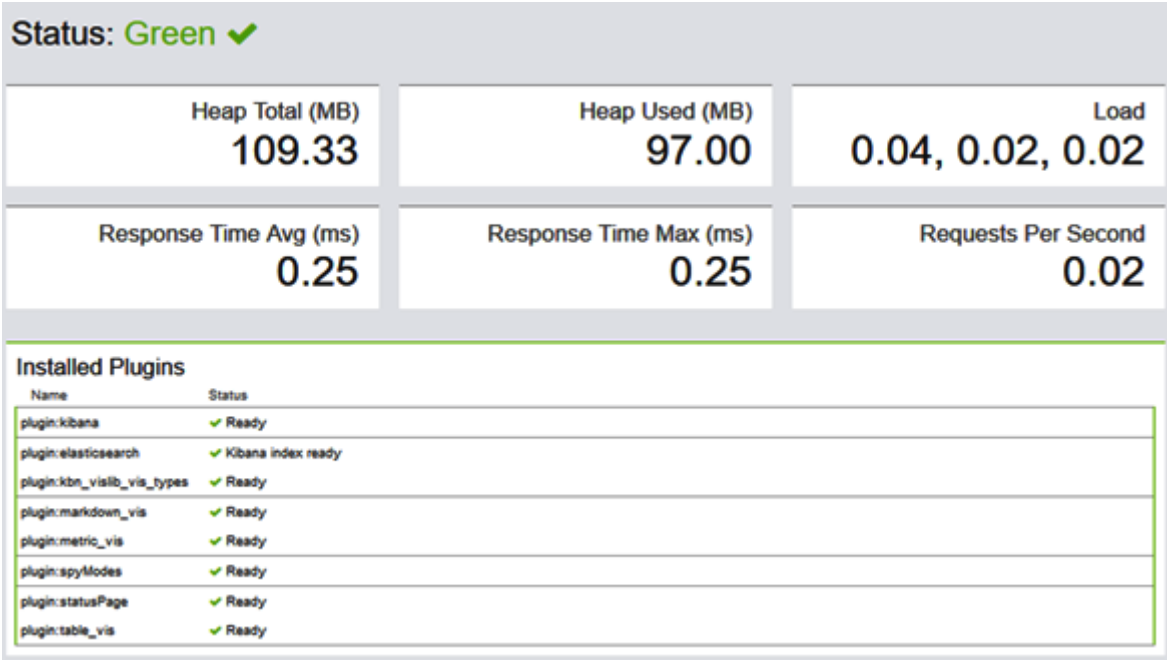 Status: Green
Heap Total (MB)
109.33
Heap Used (MB)
97.00
Load
0.04, 0.02, 0.02
Response Time Avg (ms)
0.25
Response Time Max (ms)
0.25
Requests Per Second
0.02
Installed Plugins
Name Status
plugin:kibana Ready
plugin:elasticsearch Kibana index ready
plugin:kbn_vislib_vis_types Ready
plugin:markdown_vis Ready
plugin:metric_vis Ready
plugin:spyModes Ready
plugin:statusPage Ready
plugin:table_vis Ready